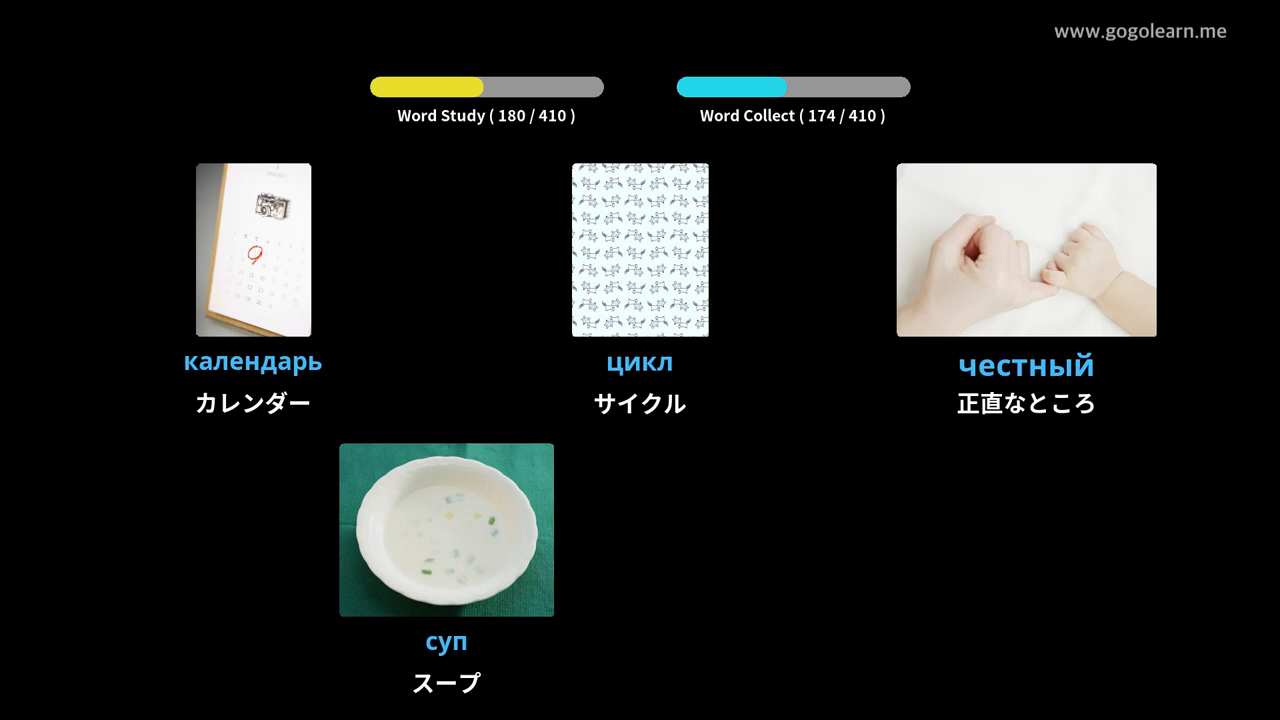 www.gogolearn.me
Word Study ( 180 / 410 )
Word Collect ( 174 / 410 )
календарь
カレンダー
цикл
サイクル
честный
正直なところ
суп
スープ